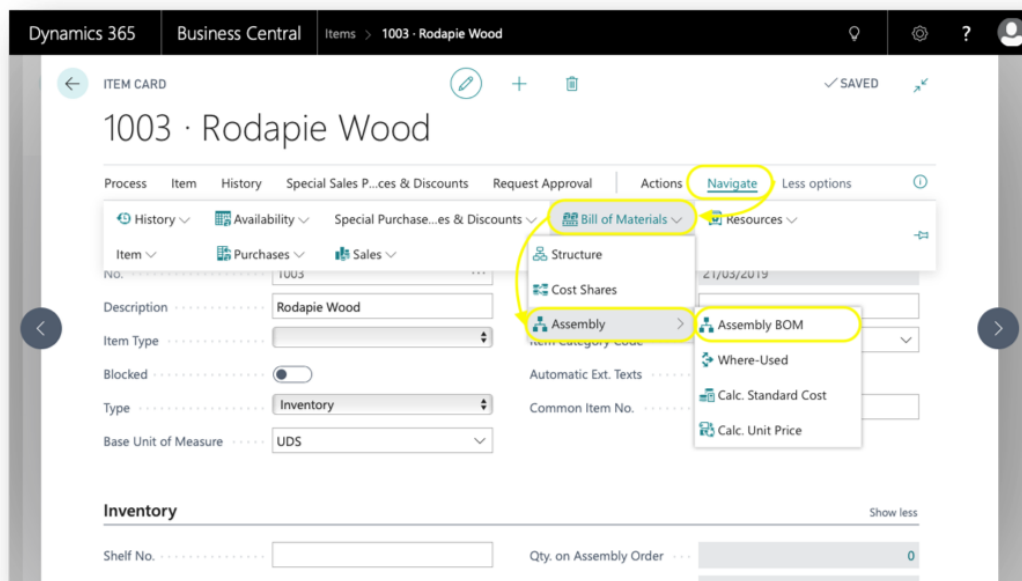 Dynamics 365 Business Central Items > 1003 · Rodapie Wood ?
ITEM CARD SAVED
1003 · Rodapie Wood
Process Item History Special Sales P...ces & Discounts Request Approval Actions Navigate Less options
History Availability Special Purchase...es & Discounts Bill of Materials Resources
Item Purchases Sales Structure
No. 1003 21/03/2019
Cost Shares
Description Rodapie Wood
Assembly Assembly BOM
Item Type Item Category Code
Where-Used
Blocked Automatic Ext. Texts
Calc. Standard Cost
Type Inventory Common Item No.
Calc. Unit Price
Base Unit of Measure UDS
Inventory Show less
Shelf No. Qty. on Assembly Order 0